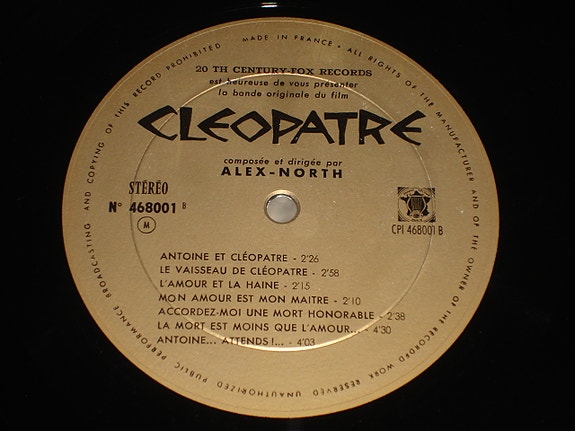 MADE IN FRANCE • ALL RIGHTS OF THE MANUFACTURER AND OF THE OWNER OF THE RECORDED WORK RESERVED UNAUTHORIZED PUBLIC PERFORMANCE BROADCASTING AND COPYING OF THIS RECORD PROHIBITED
20 TH CENTURY-FOX RECORDS
est heureuse de vous présenter
la bande originale du film
CLEOPATRE
composée et dirigée par
ALEX-NORTH
STÉRÉO
N° 468001 B
M
CPI 468001 B
ANTOINE ET CLÉOPATRE - 2'26
LE VAISSEAU DE CLÉOPATRE - 2'58
L'AMOUR ET LA HAINE - 2'15
MON AMOUR EST MON MAITRE - 2'10
ACCORDEZ-MOI UNE MORT HONORABLE - 2'38
LA MORT EST MOINS QUE L'AMOUR... - 4'30
ANTOINE... ATTENDS !... - 4'03